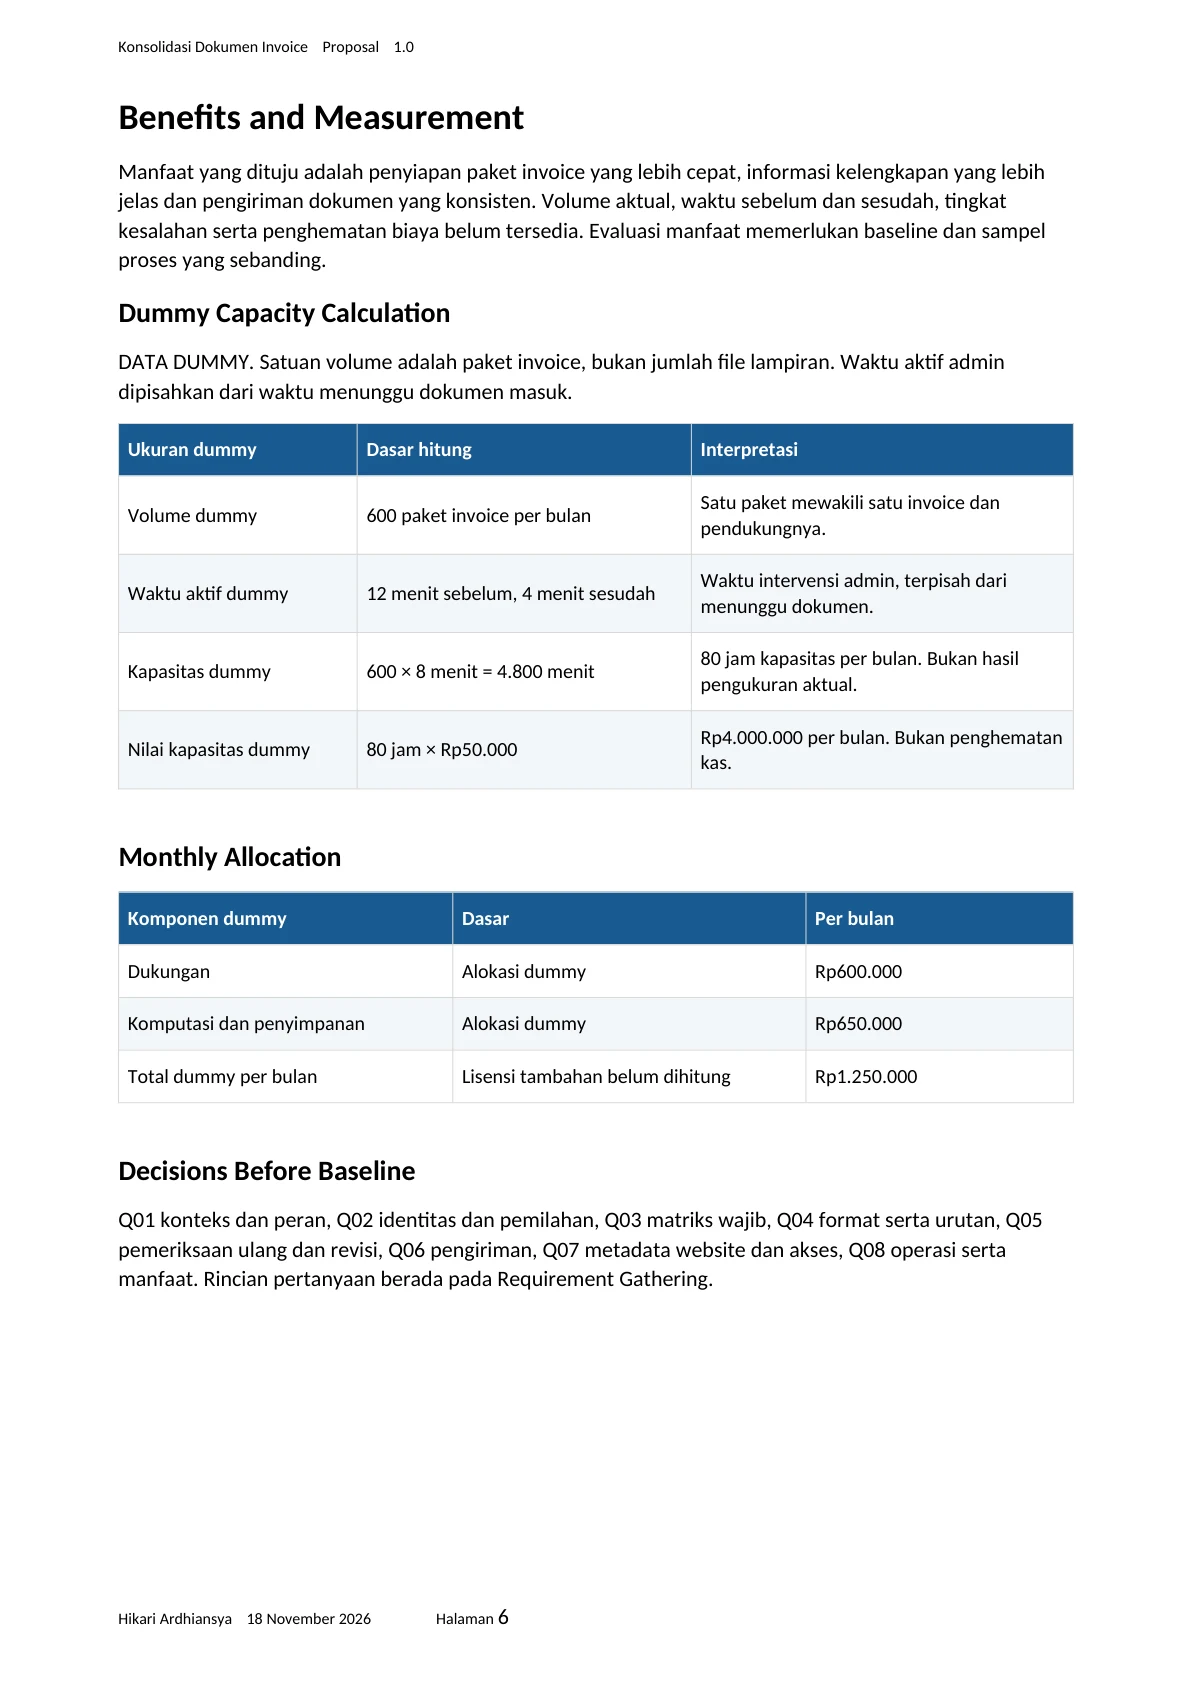 Konsolidasi Dokumen Invoice Proposal 1.0
Benefits and Measurement
Manfaat yang dituju adalah penyiapan paket invoice yang lebih cepat, informasi kelengkapan yang lebih
jelas dan pengiriman dokumen yang konsisten. Volume aktual, waktu sebelum dan sesudah, tingkat
kesalahan serta penghematan biaya belum tersedia. Evaluasi manfaat memerlukan baseline dan sampel
proses yang sebanding.
Dummy Capacity Calculation
DATA DUMMY. Satuan volume adalah paket invoice, bukan jumlah file lampiran. Waktu aktif admin
dipisahkan dari waktu menunggu dokumen masuk.
Ukuran dummy Dasar hitung Interpretasi
Volume dummy 600 paket invoice per bulan Satu paket mewakili satu invoice dan
pendukungnya.
Waktu aktif dummy 12 menit sebelum, 4 menit sesudah Waktu intervensi admin, terpisah dari
menunggu dokumen.
Kapasitas dummy 600 × 8 menit = 4.800 menit 80 jam kapasitas per bulan. Bukan hasil
pengukuran aktual.
Nilai kapasitas dummy 80 jam × Rp50.000 Rp4.000.000 per bulan. Bukan penghematan
kas.
Monthly Allocation
Komponen dummy Dasar Per bulan
Dukungan Alokasi dummy Rp600.000
Komputasi dan penyimpanan Alokasi dummy Rp650.000
Total dummy per bulan Lisensi tambahan belum dihitung Rp1.250.000
Decisions Before Baseline
Q01 konteks dan peran, Q02 identitas dan pemilahan, Q03 matriks wajib, Q04 format serta urutan, Q05
pemeriksaan ulang dan revisi, Q06 pengiriman, Q07 metadata website dan akses, Q08 operasi serta
manfaat. Rincian pertanyaan berada pada Requirement Gathering.
Hikari Ardhiansya 18 November 2026 Halaman 6